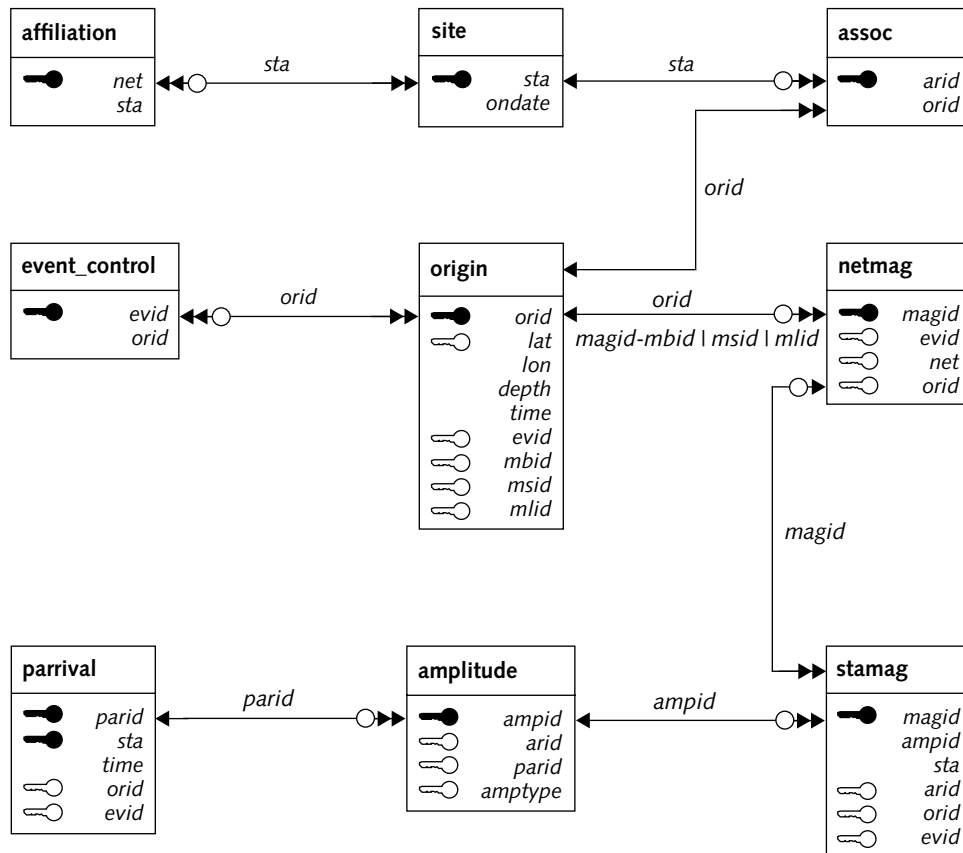 affiliation
net
sta
sta
site
sta
ondate
sta
assoc
arid
orid
orid
event_control
evid
orid
orid
origin
orid
lat
lon
depth
time
evid
mbid
msid
mlid
orid
magid-mbid | msid | mlid
netmag
magid
evid
net
orid
magid
parrival
parid
sta
time
orid
evid
parid
amplitude
ampid
arid
parid
amptype
ampid
stamag
magid
ampid
sta
arid
orid
evid